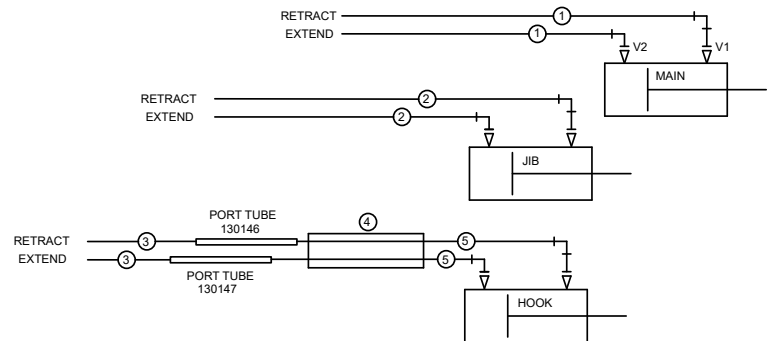 RETRACT 1
EXTEND 1
V2 V1
MAIN
RETRACT 2
EXTEND 2
JIB
PORT TUBE
130146
4
RETRACT 3 5
EXTEND 3 5
PORT TUBE
130147
HOOK